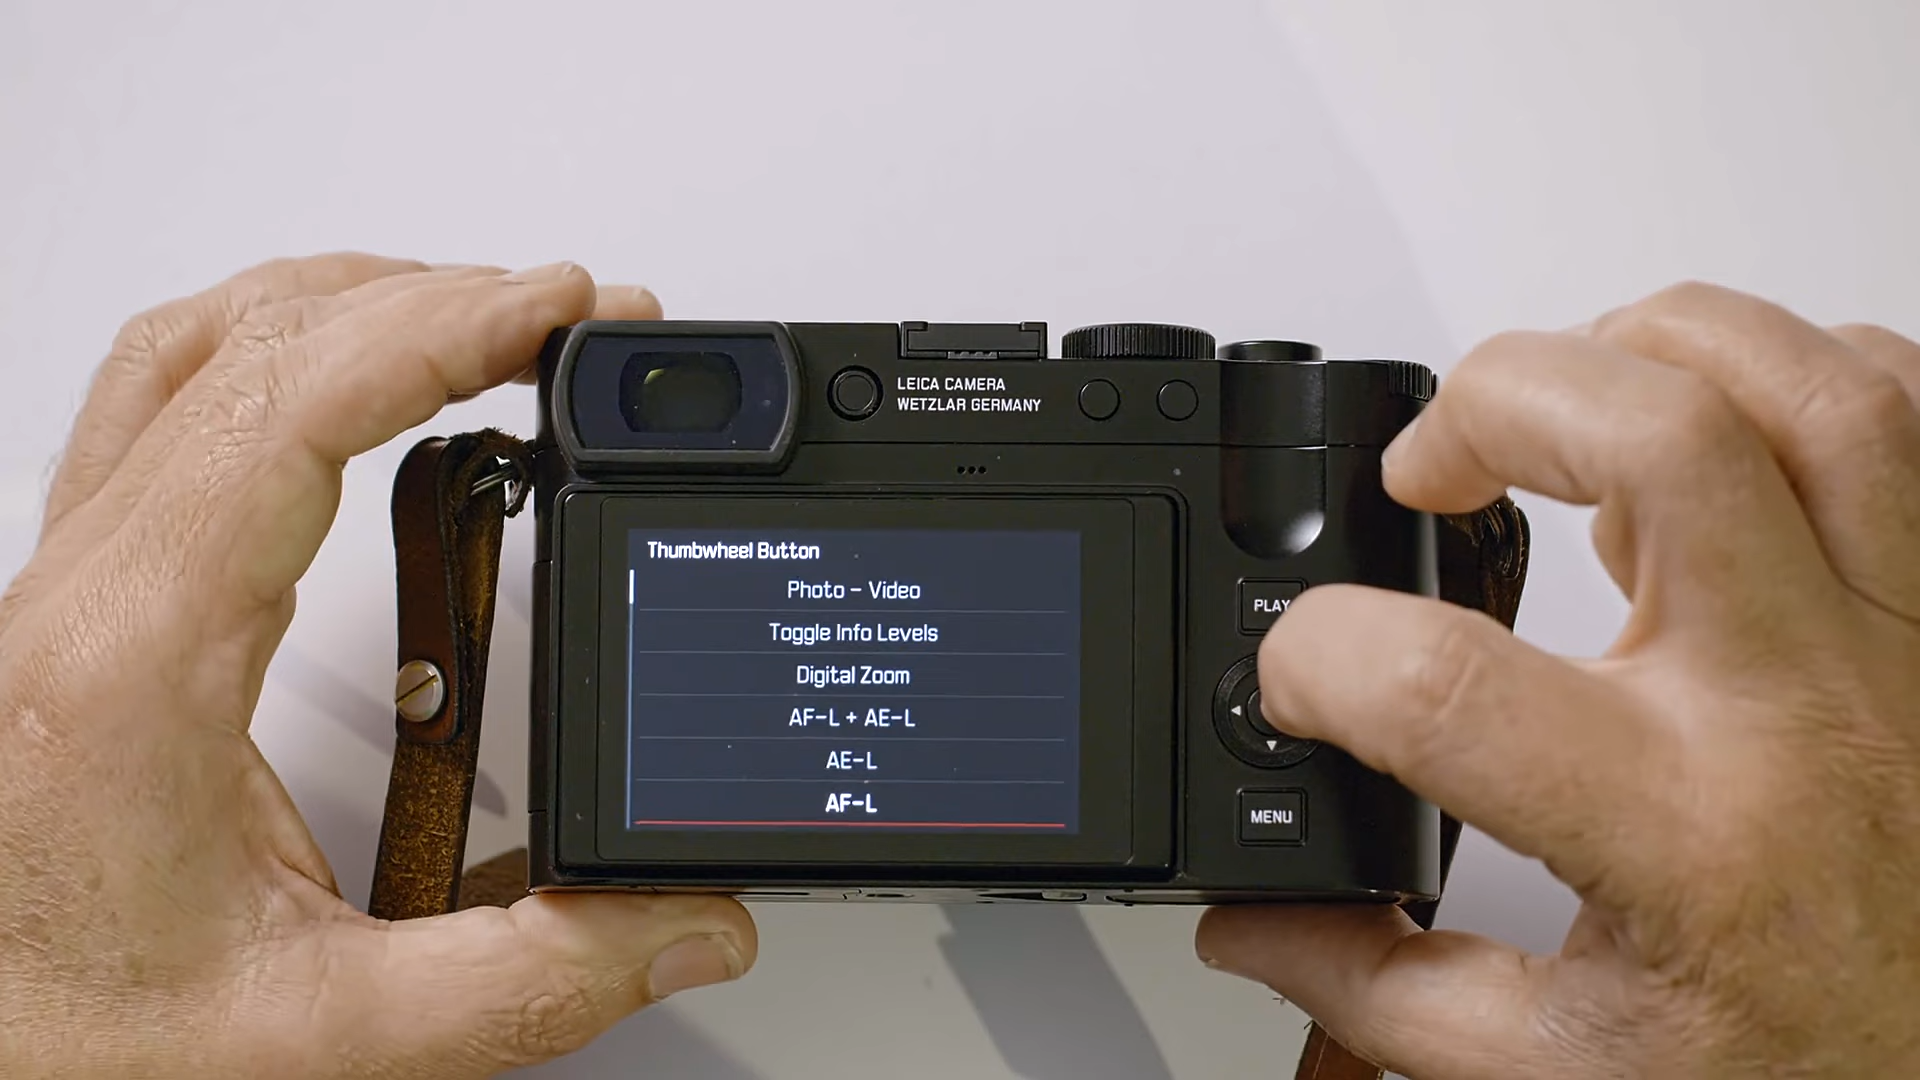 LEICA CAMERA
WETZLAR GERMANY
Thumbwheel Button
Photo – Video
Toggle Info Levels
Digital Zoom
AF–L + AE–L
AE–L
AF–L
PLAY
MENU